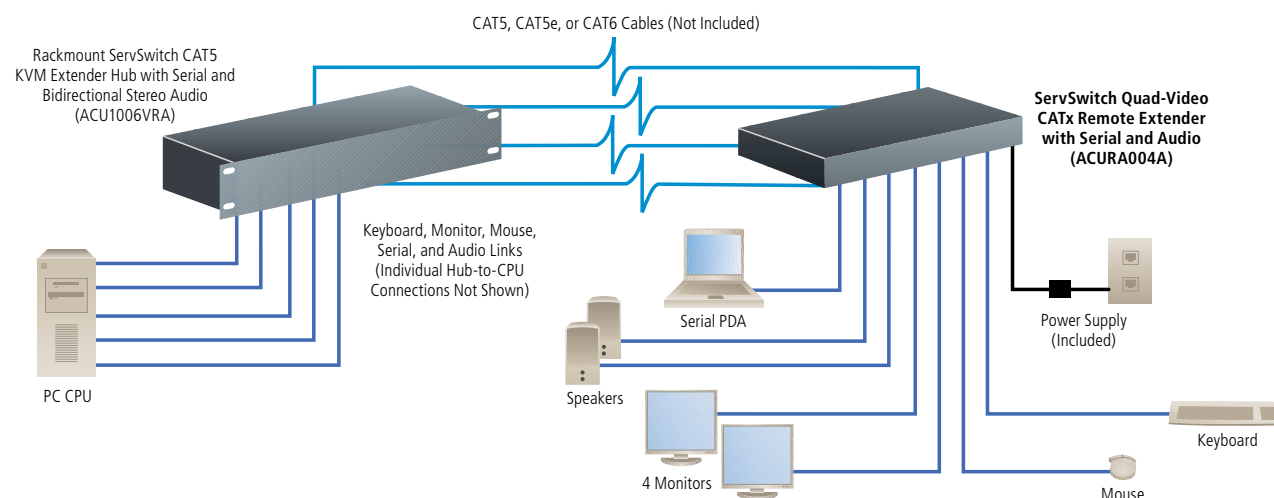 CAT5, CAT5e, or CAT6 Cables (Not Included)
Rackmount ServSwitch CAT5
KVM Extender Hub with Serial and
Bidirectional Stereo Audio
(ACU1006VRA)
ServSwitch Quad-Video
CATx Remote Extender
with Serial and Audio
(ACURA004A)
Keyboard, Monitor, Mouse,
Serial, and Audio Links
(Individual Hub-to-CPU
Connections Not Shown)
Serial PDA
Power Supply
(Included)
PC CPU
Speakers
Keyboard
4 Monitors
Mouse